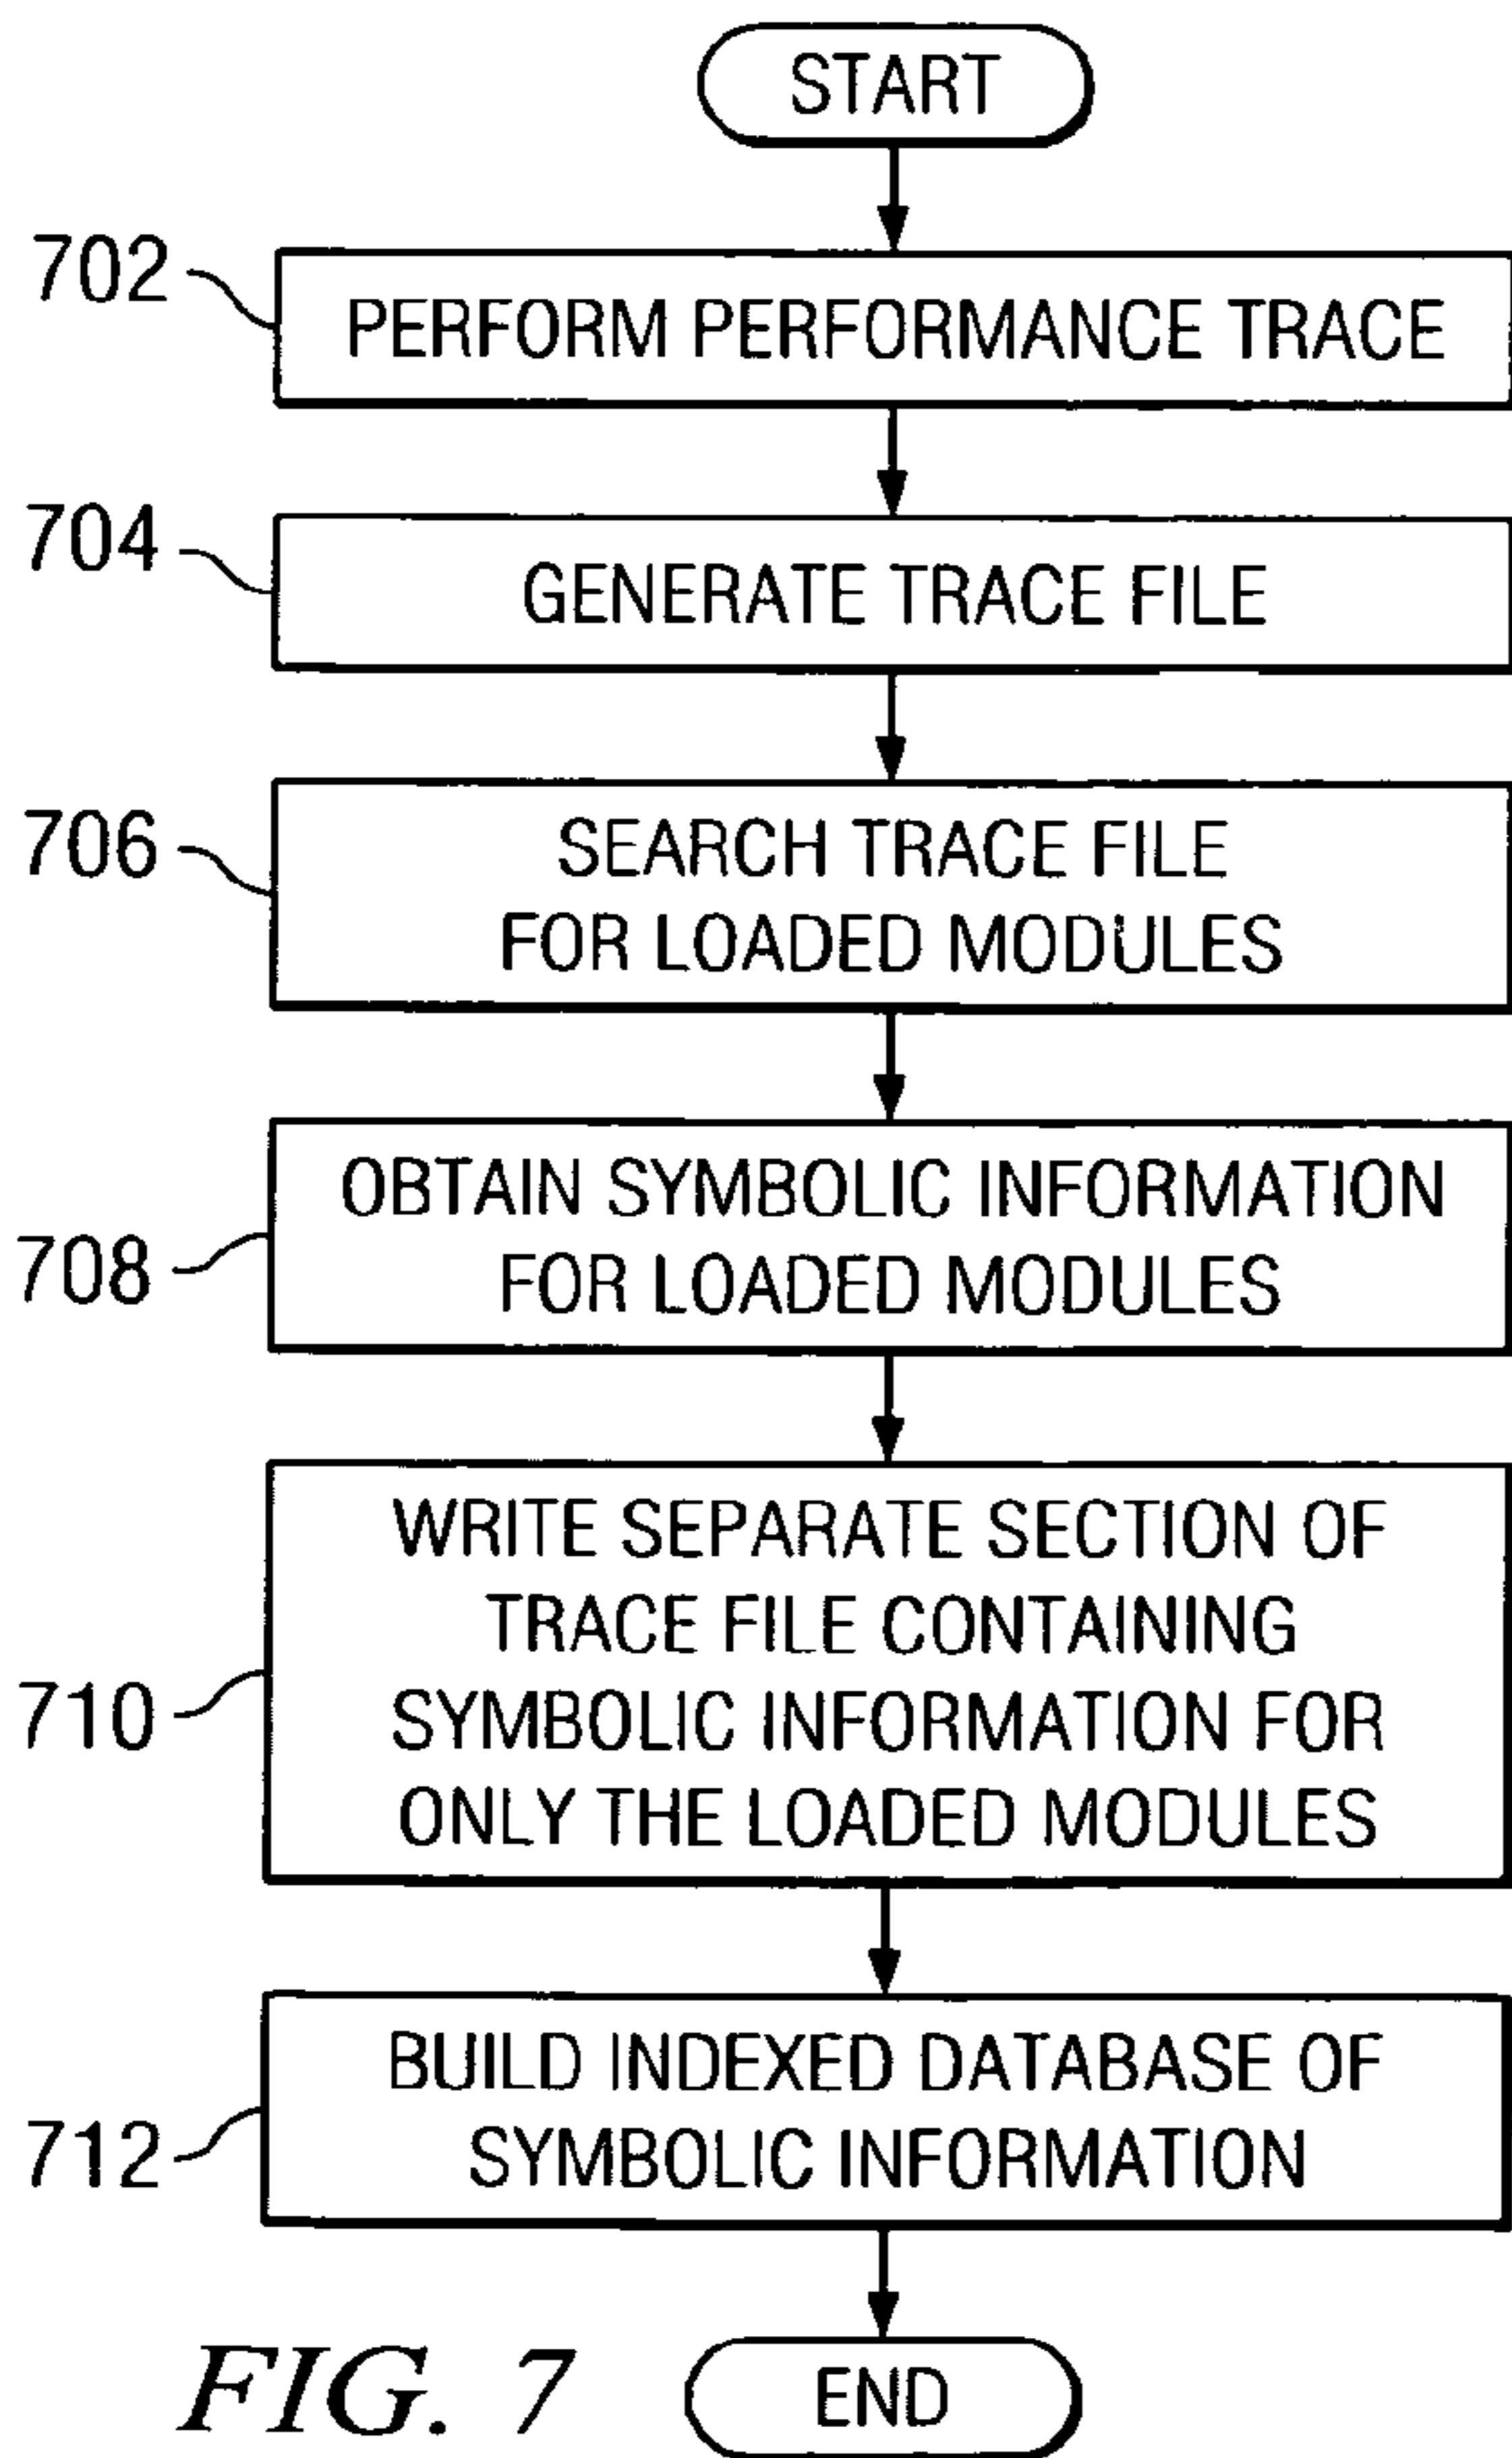 START
702
PERFORM PERFORMANCE TRACE
704
GENERATE TRACE FILE
706
SEARCH TRACE FILE
FOR LOADED MODULES
708
OBTAIN SYMBOLIC INFORMATION
FOR LOADED MODULES
710
WRITE SEPARATE SECTION OF
TRACE FILE CONTAINING
SYMBOLIC INFORMATION FOR
ONLY THE LOADED MODULES
712
BUILD INDEXED DATABASE OF
SYMBOLIC INFORMATION
FIG. 7
END